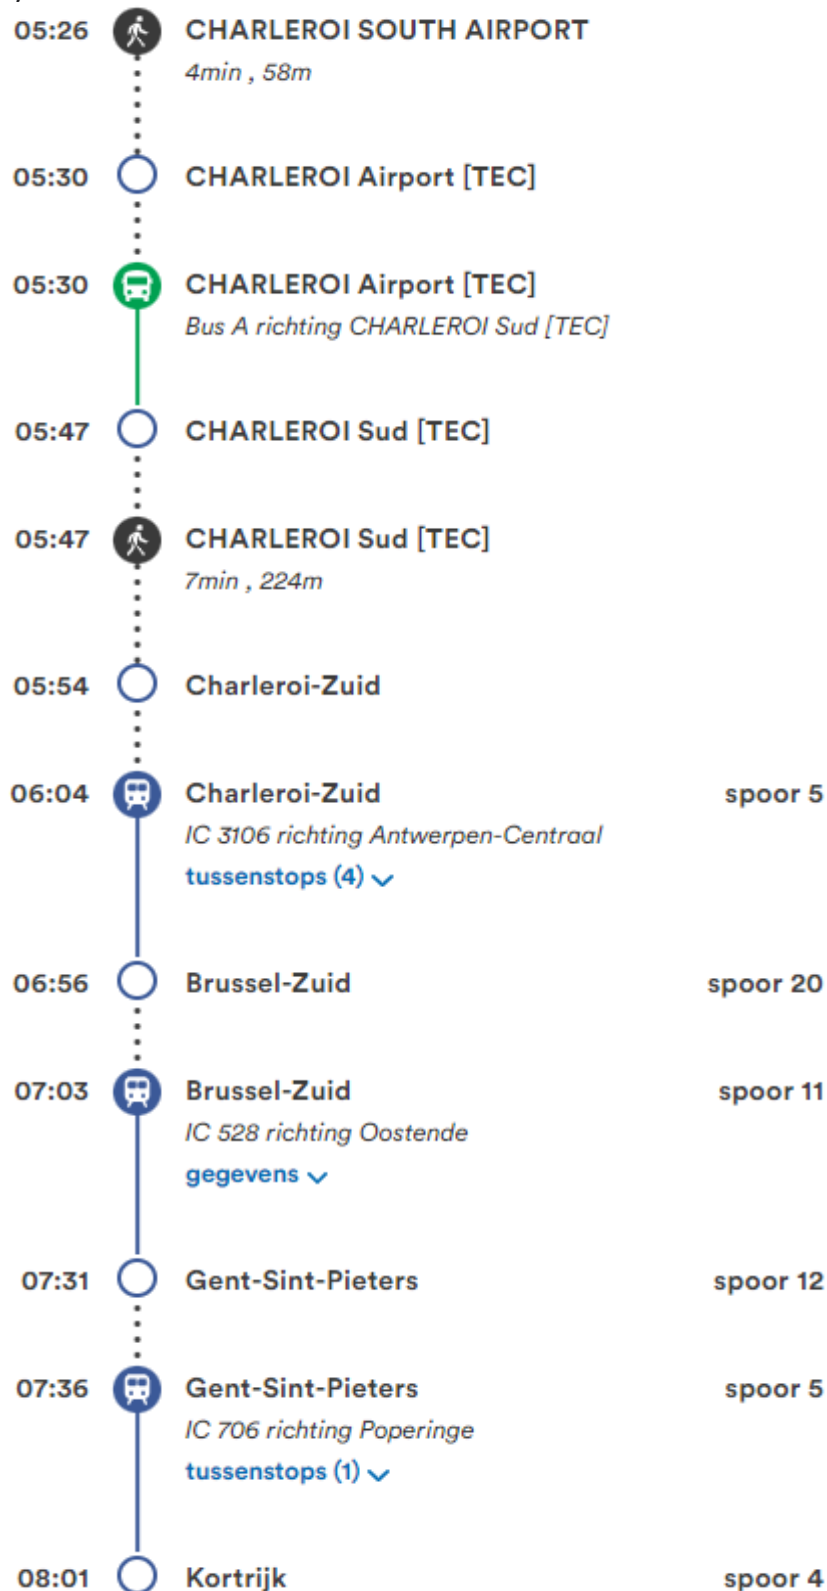 05:26 CHARLEROI SOUTH AIRPORT
4min , 58m
05:30 CHARLEROI Airport [TEC]
05:30 CHARLEROI Airport [TEC]
Bus A richting CHARLEROI Sud [TEC]
05:47 CHARLEROI Sud [TEC]
05:47 CHARLEROI Sud [TEC]
7min , 224m
05:54 Charleroi-Zuid
06:04 Charleroi-Zuid spoor 5
IC 3106 richting Antwerpen-Centraal
tussenstops (4)
06:56 Brussel-Zuid spoor 20
07:03 Brussel-Zuid spoor 11
IC 528 richting Oostende
gegevens
07:31 Gent-Sint-Pieters spoor 12
07:36 Gent-Sint-Pieters spoor 5
IC 706 richting Poperinge
tussenstops (1)
08:01 Kortrijk spoor 4